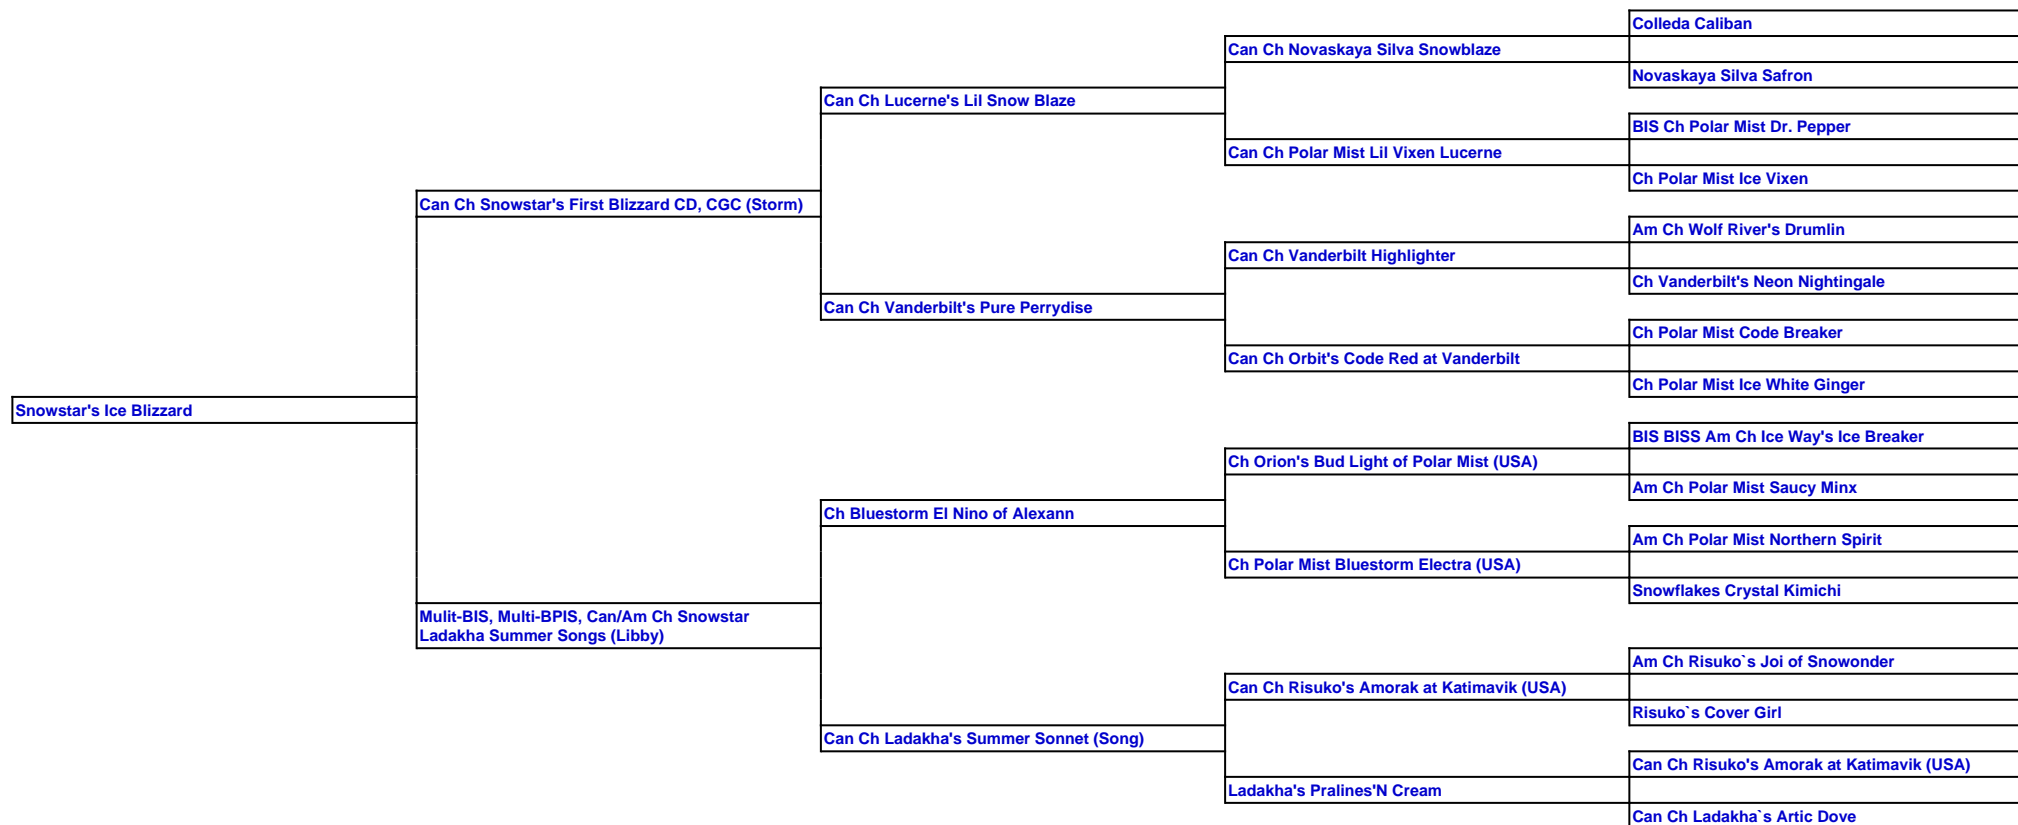 Colleda Caliban
Can Ch Novaskaya Silva Snowblaze
Novaskaya Silva Safron
Can Ch Lucerne's Lil Snow Blaze
BIS Ch Polar Mist Dr. Pepper
Can Ch Polar Mist Lil Vixen Lucerne
Ch Polar Mist Ice Vixen
Can Ch Snowstar's First Blizzard CD, CGC (Storm)
Am Ch Wolf River's Drumlin
Can Ch Vanderbilt Highlighter
Ch Vanderbilt's Neon Nightingale
Can Ch Vanderbilt's Pure Perrydise
Ch Polar Mist Code Breaker
Can Ch Orbit's Code Red at Vanderbilt
Ch Polar Mist Ice White Ginger
Snowstar's Ice Blizzard
BIS BISS Am Ch Ice Way's Ice Breaker
Ch Orion's Bud Light of Polar Mist (USA)
Am Ch Polar Mist Saucy Minx
Ch Bluestorm El Nino of Alexann
Am Ch Polar Mist Northern Spirit
Ch Polar Mist Bluestorm Electra (USA)
Snowflakes Crystal Kimichi
Mulit-BIS, Multi-BPIS, Can/Am Ch Snowstar
Ladakha Summer Songs (Libby)
Am Ch Risuko`s Joi of Snowonder
Can Ch Risuko's Amorak at Katimavik (USA)
Risuko`s Cover Girl
Can Ch Ladakha's Summer Sonnet (Song)
Can Ch Risuko's Amorak at Katimavik (USA)
Ladakha's Pralines'N Cream
Can Ch Ladakha`s Artic Dove